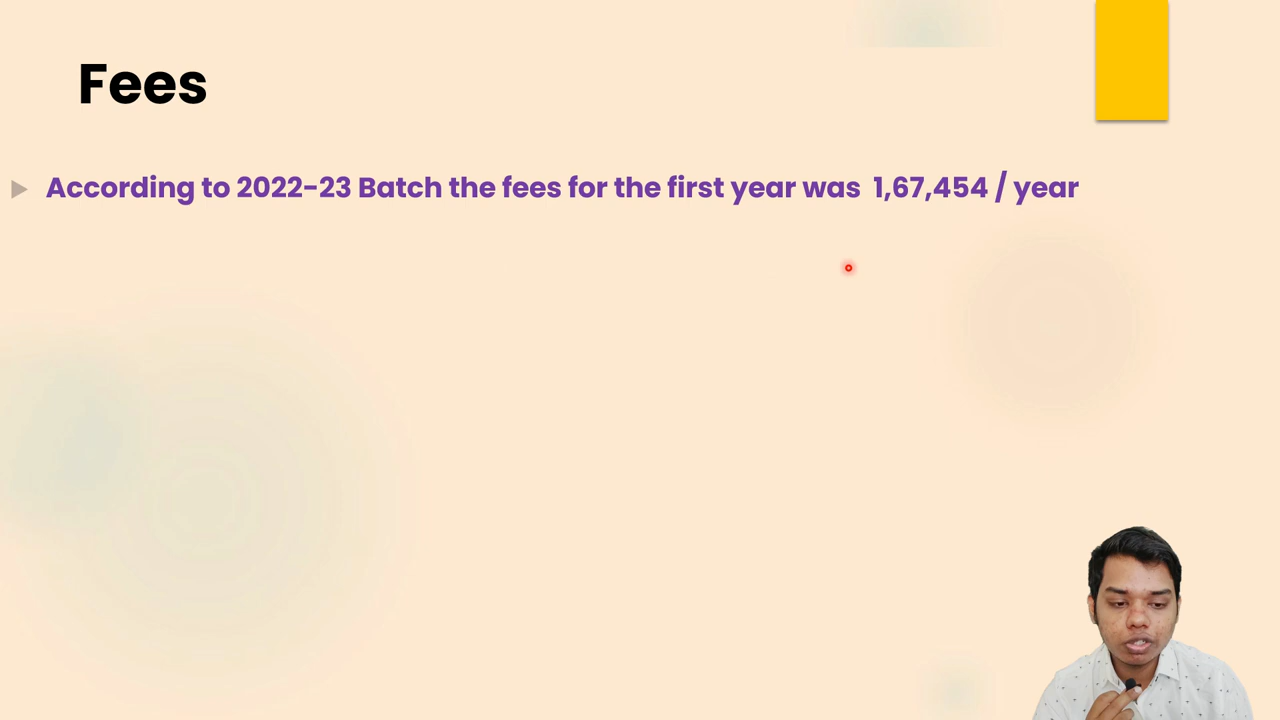 Fees
According to 2022-23 Batch the fees for the first year was 1,67,454 / year